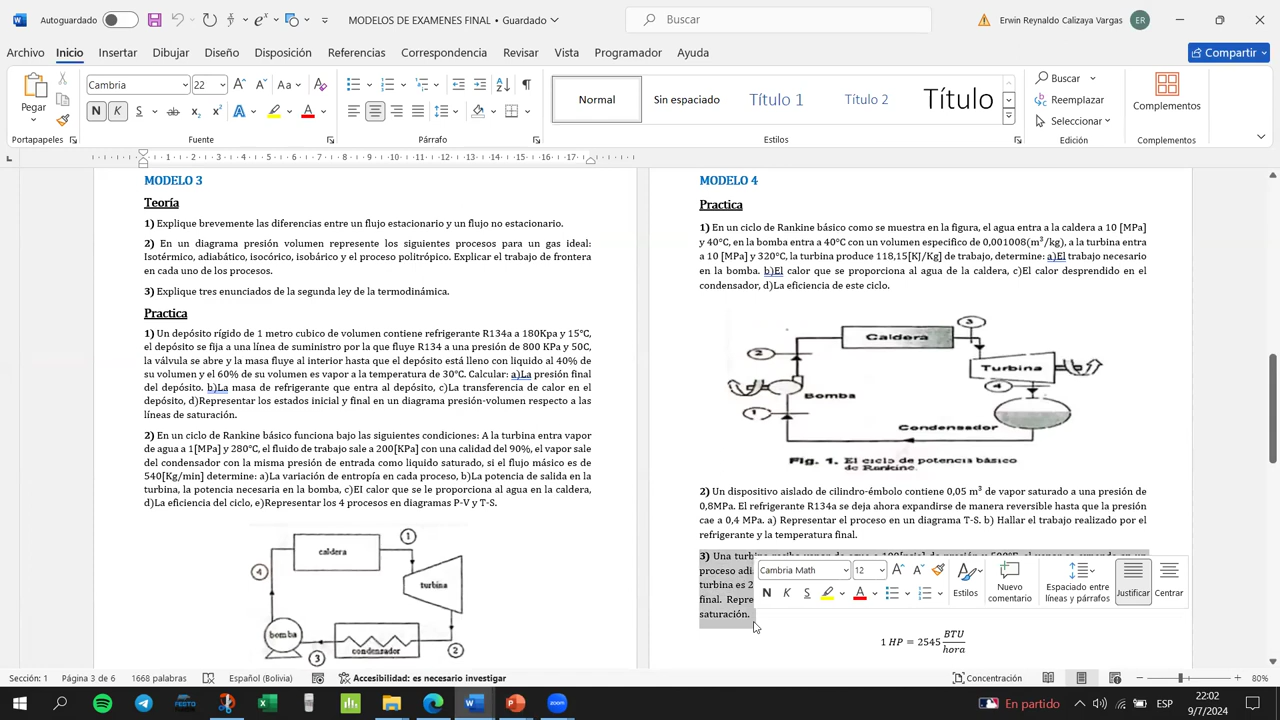 Autoguardado
MODELOS DE EXAMENES FINAL • Guardado
Buscar
Erwin Reynaldo Calizaya Vargas
ER
Archivo Inicio Insertar Dibujar Diseño Disposición Referencias Correspondencia Revisar Vista Programador Ayuda
Compartir
Pegar
Cambria 22
Normal
Sin espaciado
Título 1
Título 2
Título
Buscar
Reemplazar
Seleccionar
Complementos
Portapapeles
Fuente
Párrafo
Estilos
Edición
Complementos
MODELO 3
Teoría
1) Explique brevemente las diferencias entre un flujo estacionario y un flujo no estacionario.
2) En un diagrama presión volumen represente los siguientes procesos para un gas ideal:
Isotérmico, adiabático, isocórico, isobárico y el proceso politrópico. Explicar el trabajo de frontera
en cada uno de los procesos.
3) Explique tres enunciados de la segunda ley de la termodinámica.
Practica
1) Un depósito rígido de 1 metro cubico de volumen contiene refrigerante R134a a 180Kpa y 15°C,
el depósito se fija a una línea de suministro por la que fluye R134 a una presión de 800 KPa y 50C,
la válvula se abre y la masa fluye al interior hasta que el depósito está lleno con liquido al 40% de
su volumen y el 60% de su volumen es vapor a la temperatura de 30°C. Calcular: a)La presión final
del depósito. b)La masa de refrigerante que entra al depósito, c)La transferencia de calor en el
depósito, d)Representar los estados inicial y final en un diagrama presión-volumen respecto a las
líneas de saturación.
2) En un ciclo de Rankine básico funciona bajo las siguientes condiciones: A la turbina entra vapor
de agua a 1[MPa] y 280°C, el fluido de trabajo sale a 200[KPa] con una calidad del 90%, el vapor sale
del condensador con la misma presión de entrada como liquido saturado, si el flujo másico es de
540[Kg/min] determine: a)La variación de entropía en cada proceso, b)La potencia de salida en la
turbina, la potencia necesaria en la bomba, c)El calor que se le proporciona al agua en la caldera,
d)La eficiencia del ciclo, e)Representar los 4 procesos en diagramas P-V y T-S.
caldera
1
4
turbina
bomba
condensador
3
2
MODELO 4
Practica
1) En un ciclo de Rankine básico como se muestra en la figura, el agua entra a la caldera a 10 [MPa]
y 40°C, en la bomba entra a 40°C con un volumen especifico de 0,001008(m³/kg), a la turbina entra
a 10 [MPa] y 320°C, la turbina produce 118,15[KJ/Kg] de trabajo, determine: a)El trabajo necesario
en la bomba. b)El calor que se proporciona al agua de la caldera, c)El calor desprendido en el
condensador, d)La eficiencia de este ciclo.
3
Caldera
2
Turbina
4
Bomba
1
Condensador
Fig. 1. El ciclo de potencia básico
de Rankine.
2) Un dispositivo aislado de cilindro-émbolo contiene 0,05 m³ de vapor saturado a una presión de
0,8MPa. El refrigerante R134a se deja ahora expandirse de manera reversible hasta que la presión
cae a 0,4 MPa. a) Representar el proceso en un diagrama T-S. b) Hallar el trabajo realizado por el
refrigerante y la temperatura final.
3) Una
proceso
turbina es 2
final.
saturación.
Cambria Math 12
N K S
Estilos
Nuevo
comentario
Espaciado entre
líneas y párrafos
Justificar
Centrar
1 HP = 2545 BTU/hora
Sección: 1 Página 3 de 6 1668 palabras Español (Bolivia) Accesibilidad: es necesario investigar
Concentración
80%
En partido
ESP
22:02
9/7/2024